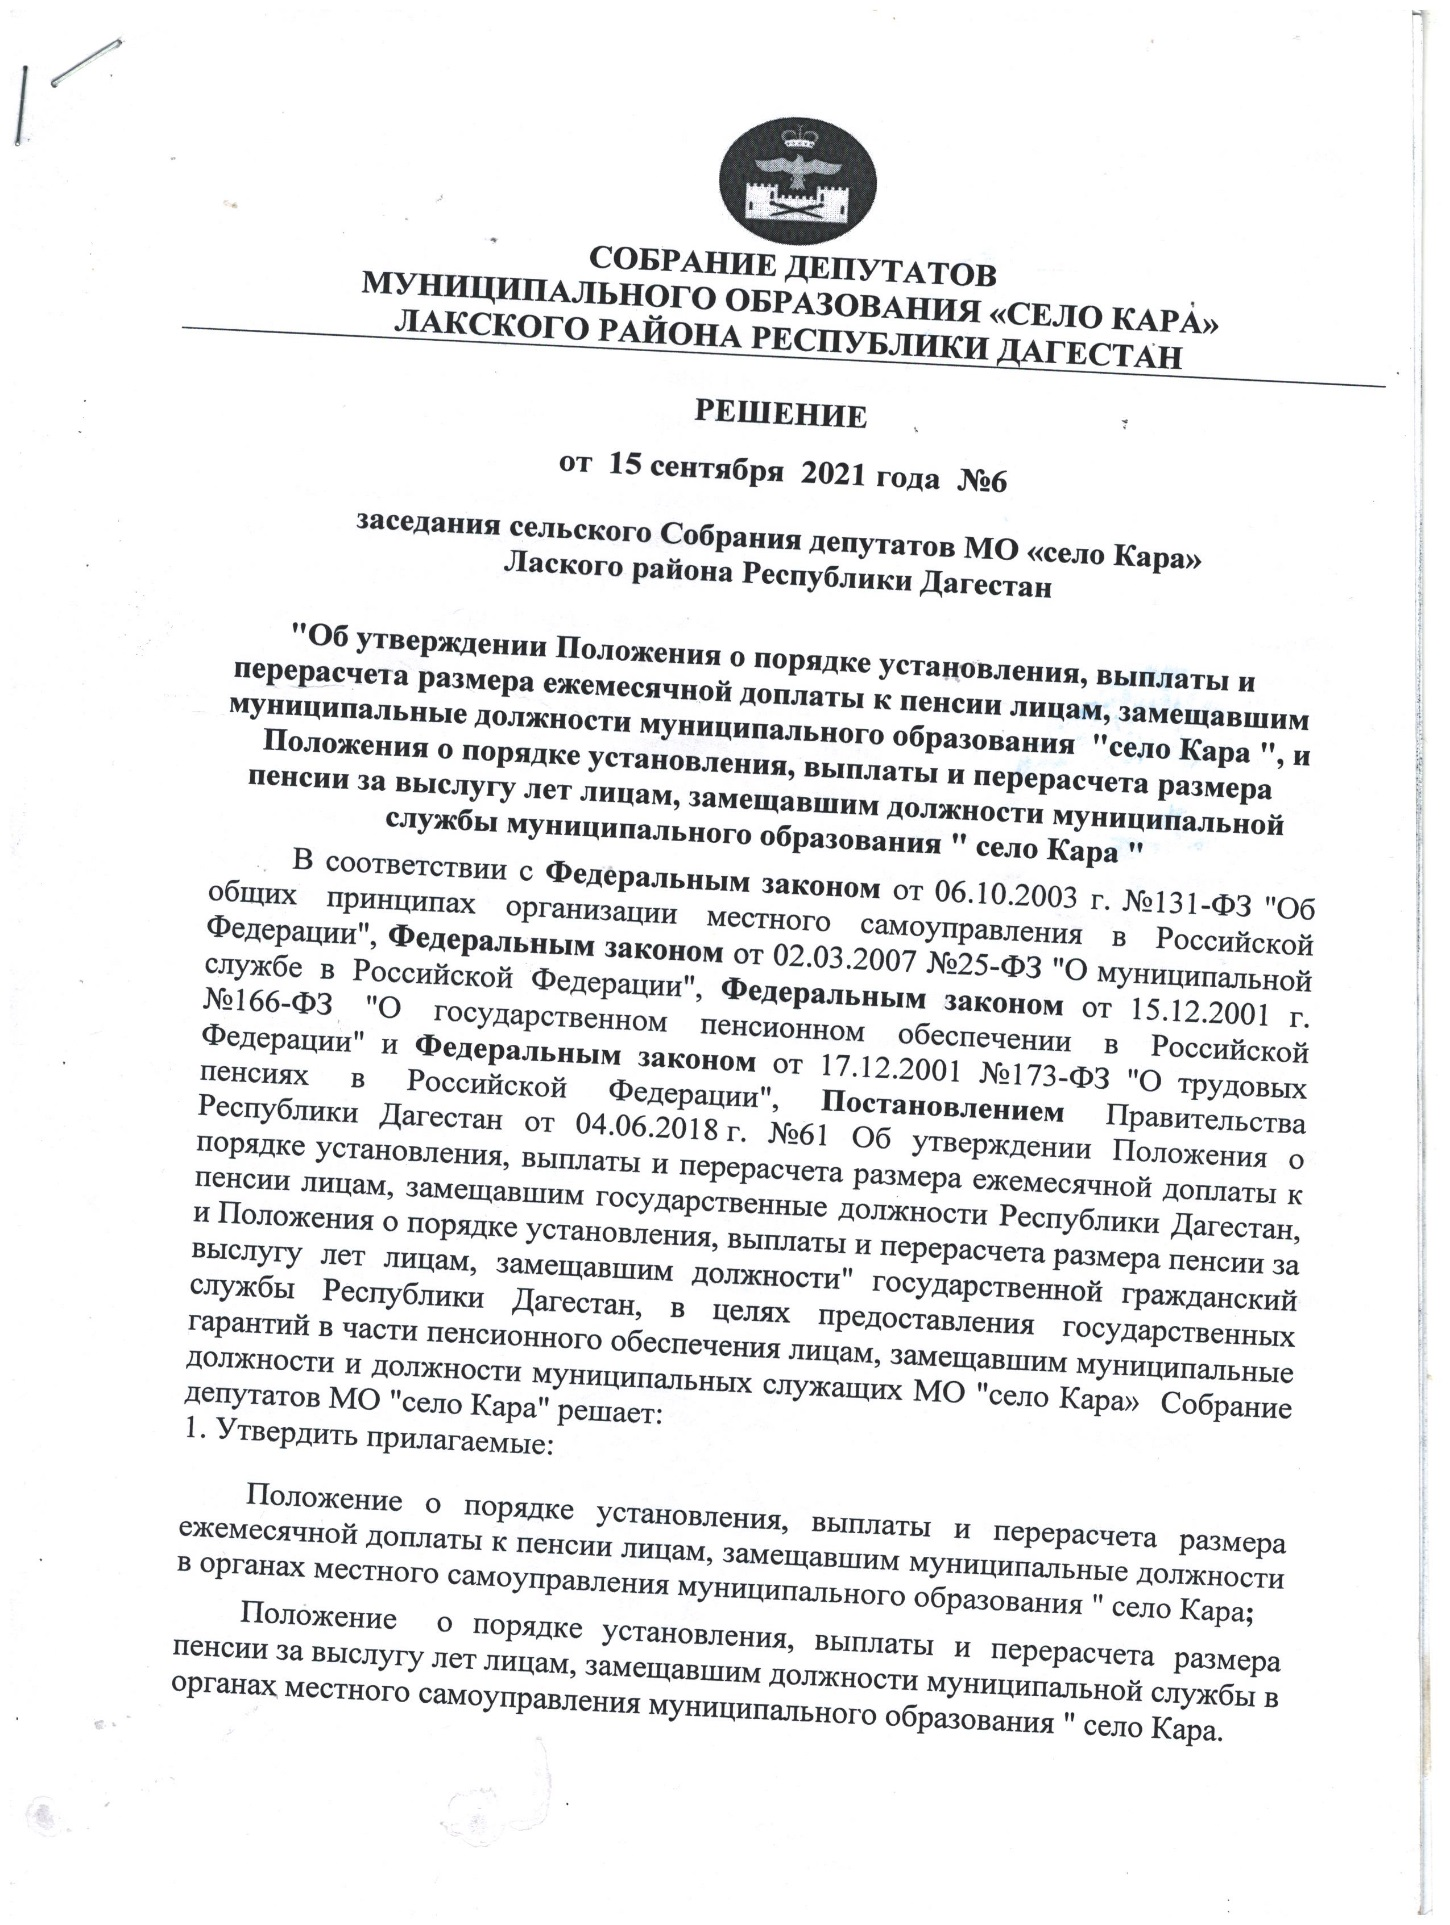 СОБРАНИЕ ДЕПУТАТОВ
МУНИЦИПАЛЬНОГО ОБРАЗОВАНИЯ «СЕЛО КАРА»
ЛАКСКОГО РАЙОНА РЕСПУБЛИКИ ДАГЕСТАН
РЕШЕНИЕ
от 15 сентября 2021 года №6
заседания сельского Собрания депутатов МО «село Кара»
Лаского района Республики Дагестан
"Об утверждении Положения о порядке установления, выплаты и
перерасчета размера ежемесячной доплаты к пенсии лицам, замещавшим
муниципальные должности муниципального образования "село Кара ", и
Положения о порядке установления, выплаты и перерасчета размера
пенсии за выслугу лет лицам, замещавшим должности муниципальной
службы муниципального образования " село Кара "
В соответствии с Федеральным законом от 06.10.2003 г. №131-ФЗ "Об
общих принципах организации местного самоуправления в Российской
Федерации", Федеральным законом от 02.03.2007 №25-ФЗ "О муниципальной
службе в Российской Федерации", Федеральным законом от 15.12.2001 г.
№166-ФЗ "О государственном пенсионном обеспечении в Российской
Федерации" и Федеральным законом от 17.12.2001 №173-ФЗ "О трудовых
пенсиях в Российской Федерации", Постановлением Правительства
Республики Дагестан от 04.06.2018 г. №61 Об утверждении Положения о
порядке установления, выплаты и перерасчета размера ежемесячной доплаты к
пенсии лицам, замещавшим государственные должности Республики Дагестан,
и Положения о порядке установления, выплаты и перерасчета размера пенсии за
выслугу лет лицам, замещавшим должности" государственной гражданский
службы Республики Дагестан, в целях предоставления государственных
гарантий в части пенсионного обеспечения лицам, замещавшим муниципальные
должности и должности муниципальных служащих МО "село Кара» Собрание
депутатов МО "село Кара" решает:
1. Утвердить прилагаемые:
Положение о порядке установления, выплаты и перерасчета размера
ежемесячной доплаты к пенсии лицам, замещавшим муниципальные должности
в органах местного самоуправления муниципального образования " село Кара;
Положение о порядке установления, выплаты и перерасчета размера
пенсии за выслугу лет лицам, замещавшим должности муниципальной службы в
органах местного самоуправления муниципального образования " село Кара.